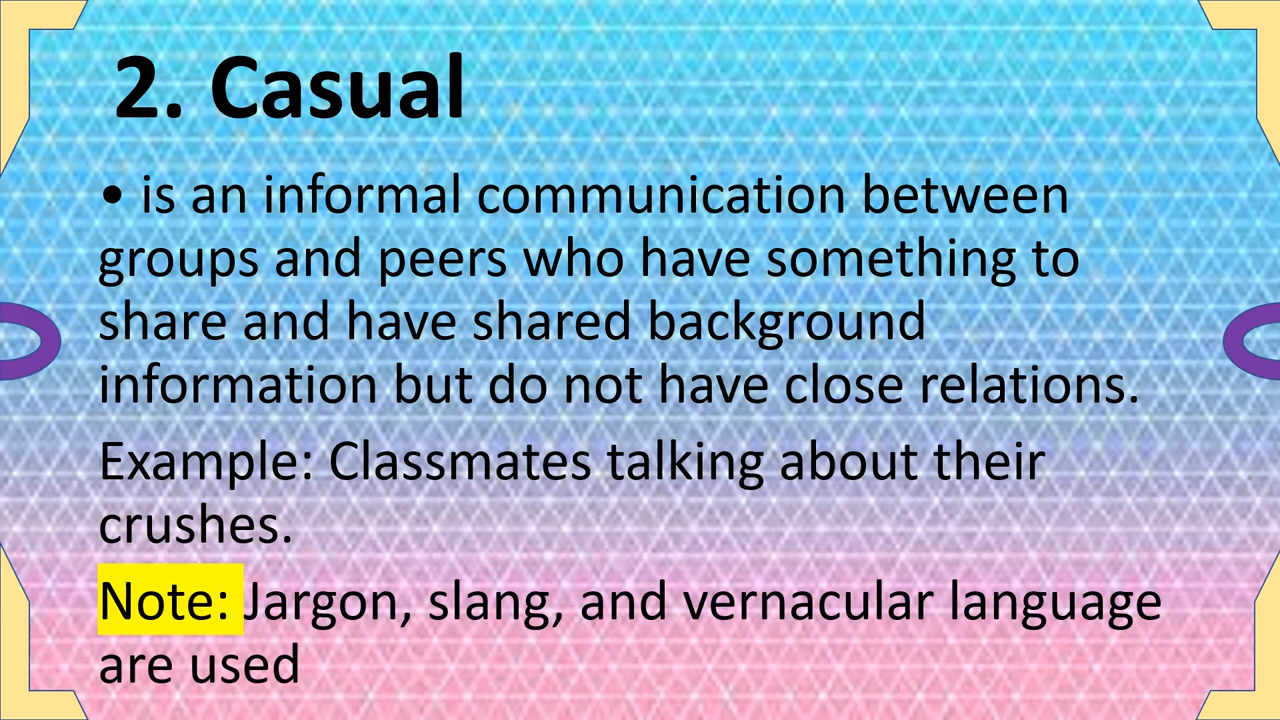 2. Casual
• is an informal communication between
groups and peers who have something to
share and have shared background
information but do not have close relations.
Example: Classmates talking about their
crushes.
Note: Jargon, slang, and vernacular language
are used